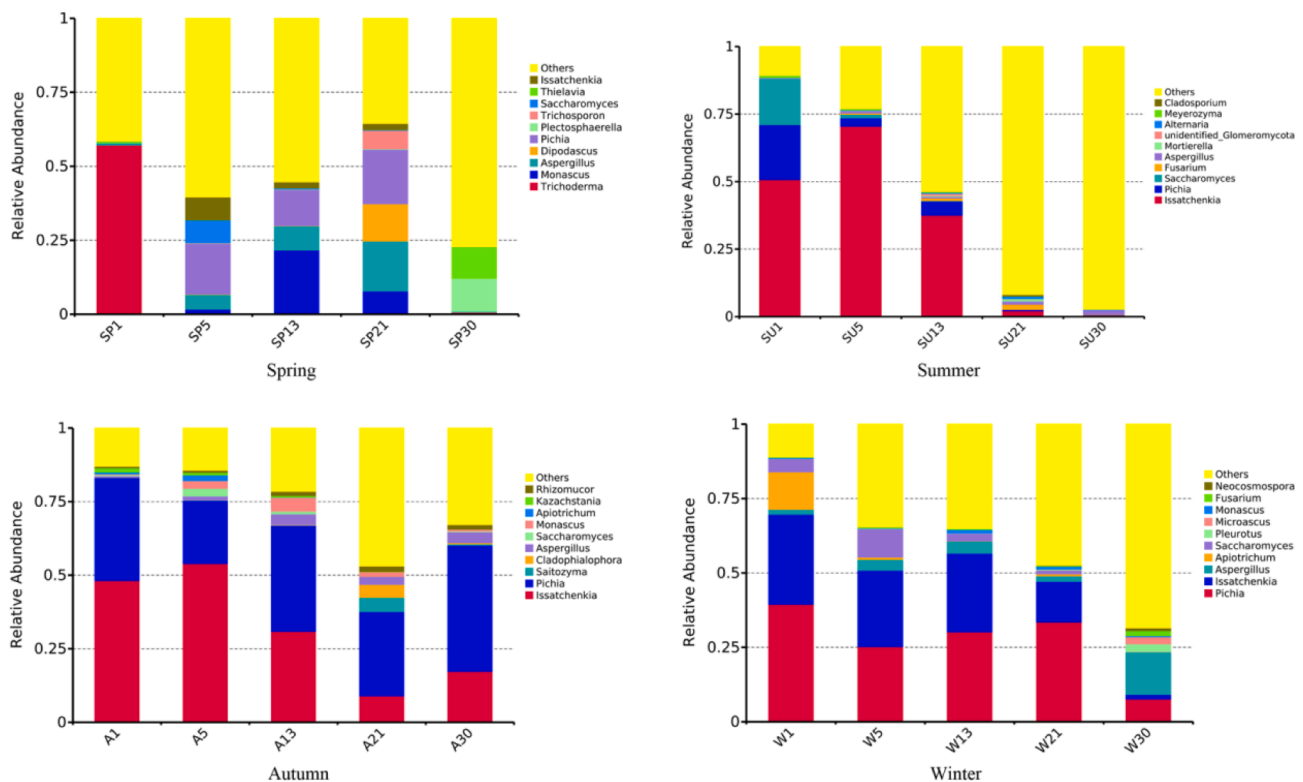 1
0.75
0.5
0.25
0
Relative Abundance
SP1
SP5
SP13
SP21
SP30
Others
Issatchenkia
Thielavia
Saccharomyces
Trichosporon
Plectosphaerella
Pichia
Dipodascus
Aspergillus
Monascus
Trichoderma
Spring
1
0.75
0.5
0.25
0
Relative Abundance
SU1
SU5
SU13
SU21
SU30
Others
Cladosporium
Meyerozyma
Alternaria
unidentified_Glomeromycota
Mortierella
Aspergillus
Fusarium
Saccharomyces
Pichia
Issatchenkia
Summer
1
0.75
0.5
0.25
0
Relative Abundance
A1
A5
A13
A21
A30
Others
Rhizomucor
Kazachstania
Apiotrichum
Monascus
Saccharomyces
Aspergillus
Cladophialophora
Saitozyma
Pichia
Issatchenkia
Autumn
1
0.75
0.5
0.25
0
Relative Abundance
W1
W5
W13
W21
W30
Others
Neocosmospora
Fusarium
Monascus
Microascus
Pleurotus
Saccharomyces
Apiotrichum
Aspergillus
Issatchenkia
Pichia
Winter